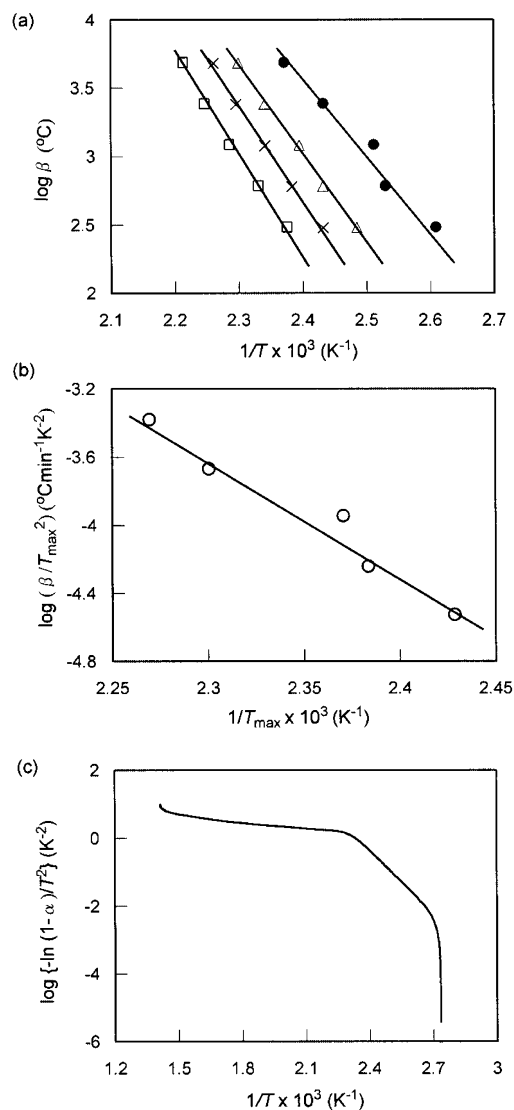 (a)
4
3.5
3
2.5
2
log β (°C)
2.1 2.2 2.3 2.4 2.5 2.6 2.7
1/T x 10³ (K⁻¹)
(b)
-3.2
-3.6
-4
-4.4
-4.8
log (β/Tmax²) (°Cmin⁻¹K⁻²)
2.25 2.3 2.35 2.4 2.45
1/Tmax x 10³ (K⁻¹)
(c)
2
0
-2
-4
-6
log {-ln (1-α)/T²} (K⁻²)
1.2 1.5 1.8 2.1 2.4 2.7 3
1/T x 10³ (K⁻¹)